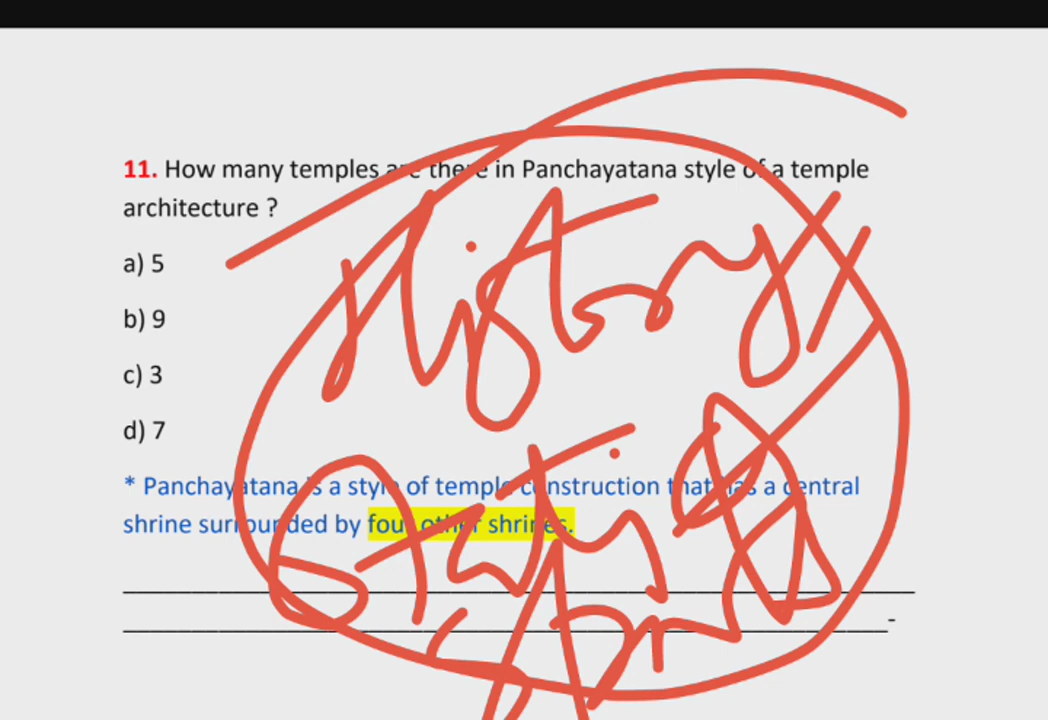 11. How many temples are there in Panchayatana style of a temple
architecture ?
a) 5
b) 9
c) 3
d) 7
* Panchayatana is a style of temple construction that has a central
shrine surrounded by four other shrines.
History